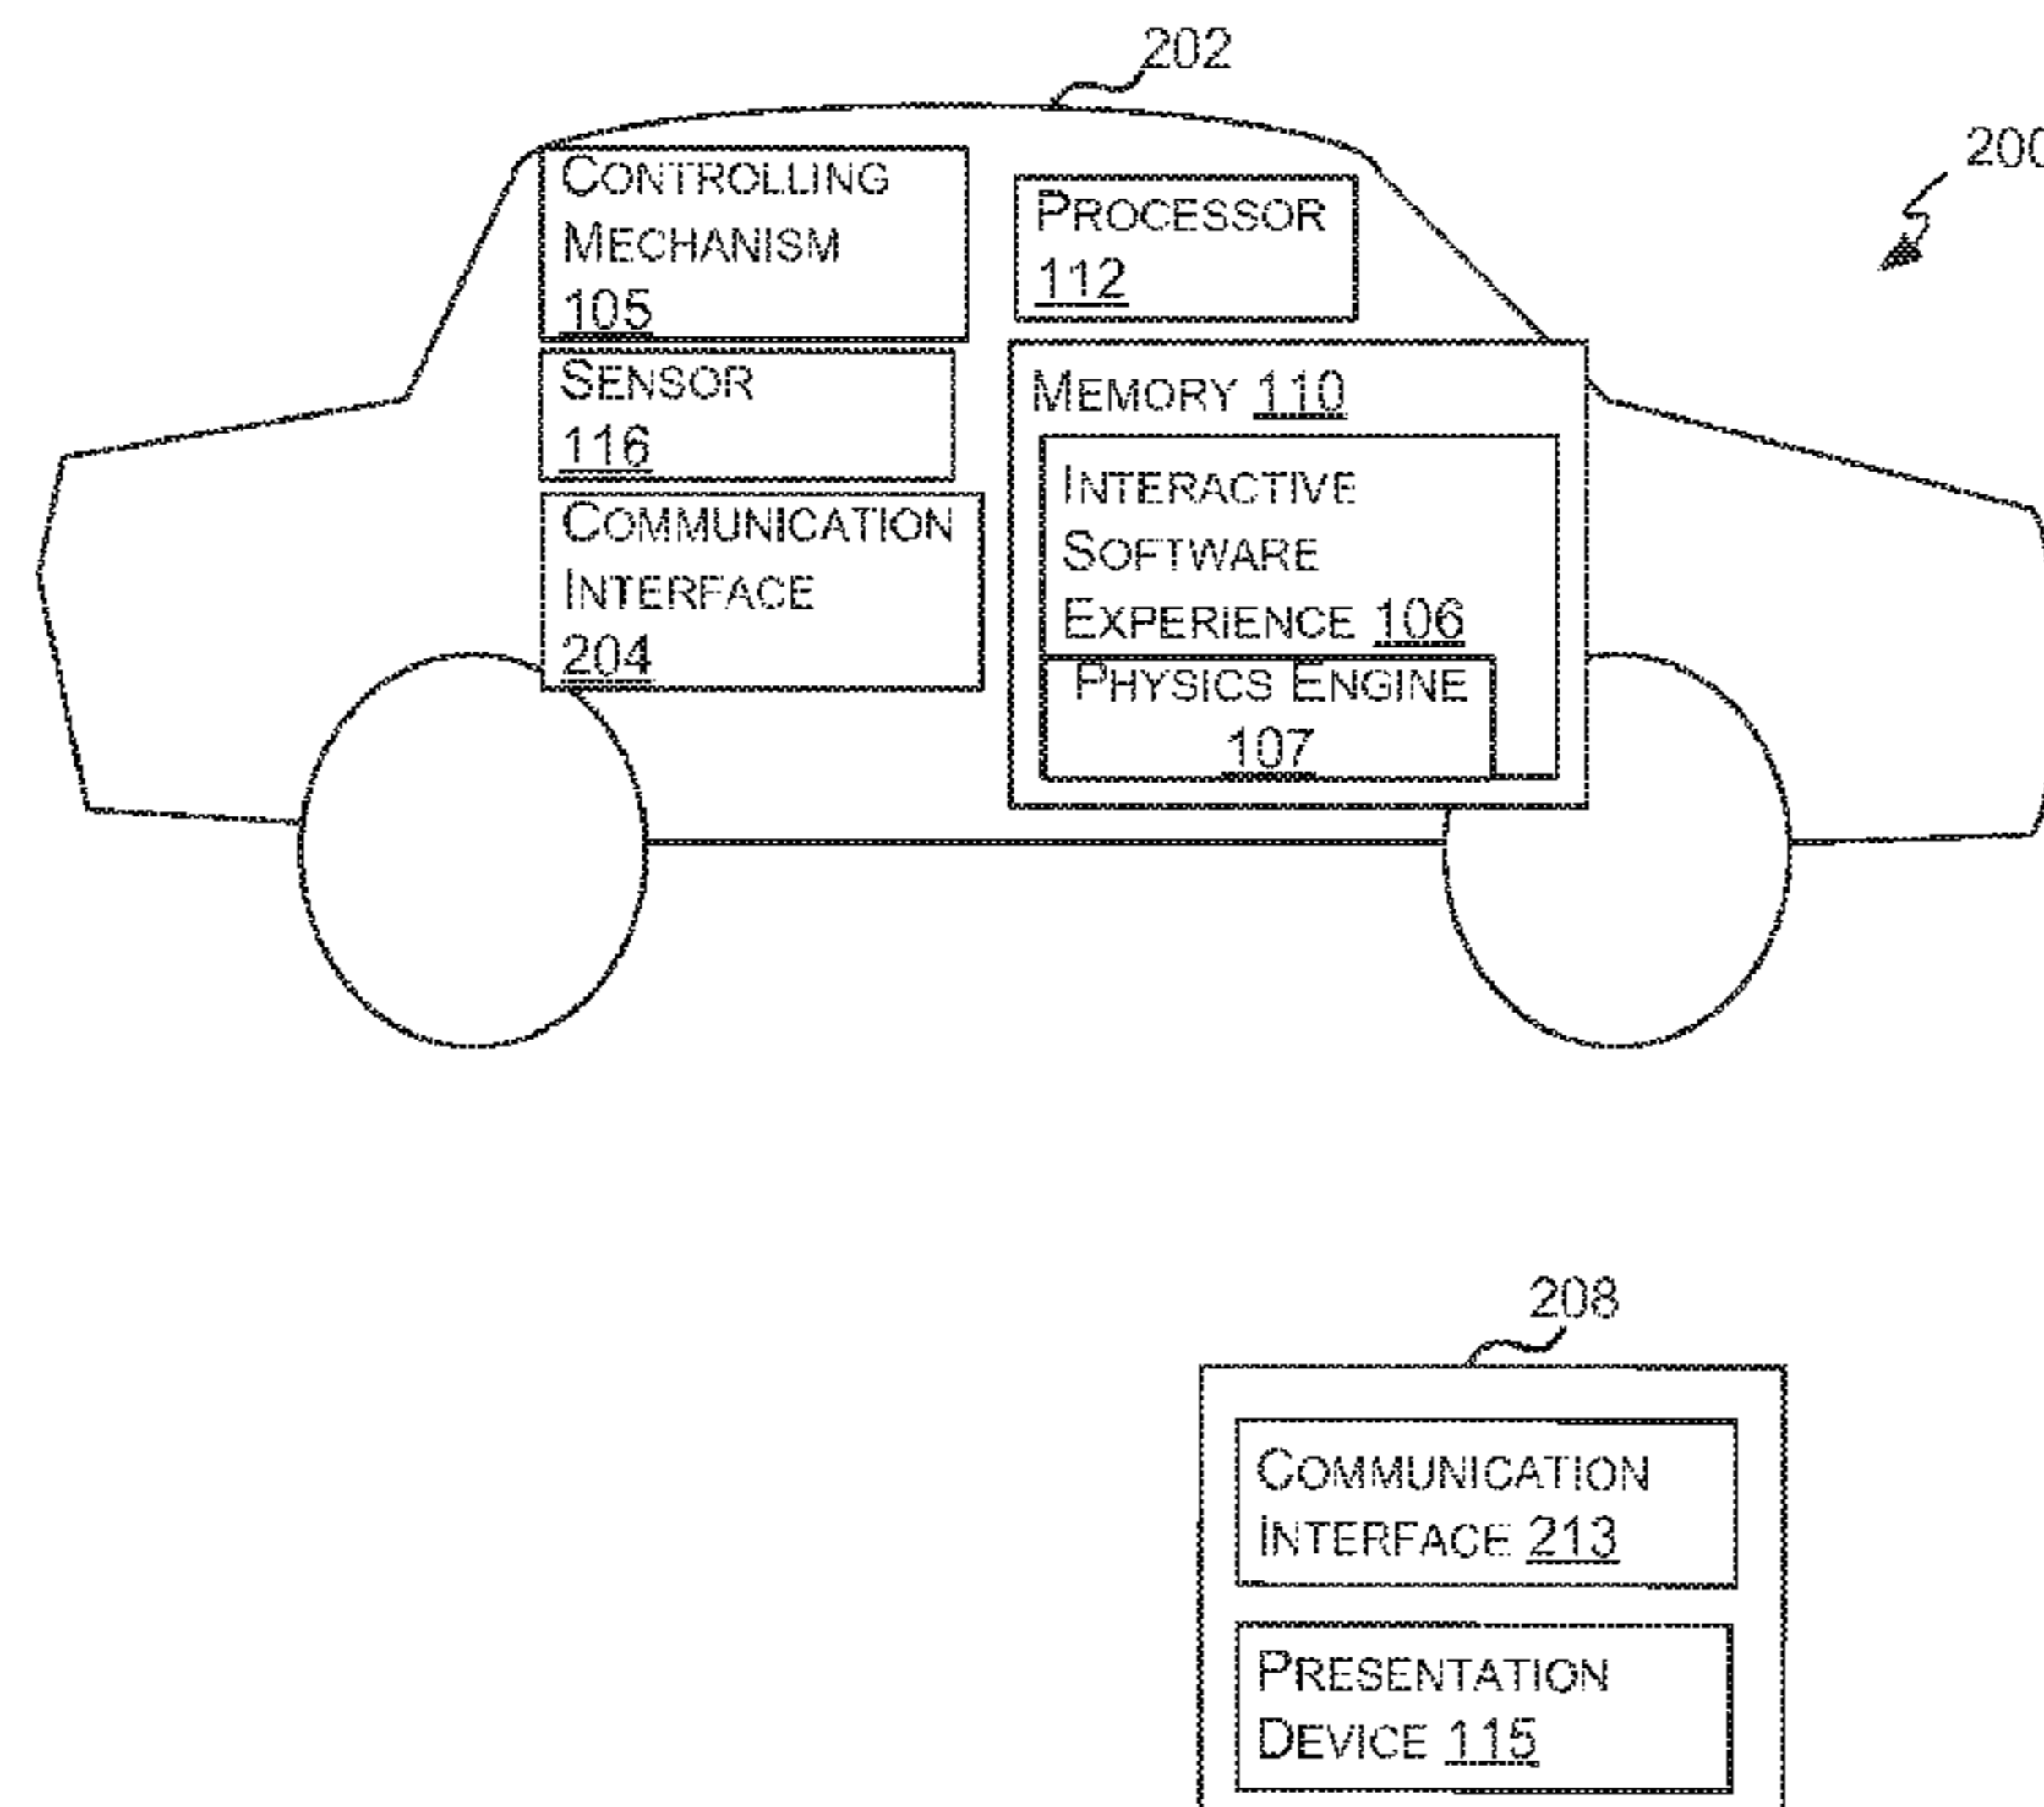 202
200
CONTROLLING
MECHANISM
105
PROCESSOR
112
SENSOR
116
MEMORY 110
COMMUNICATION
INTERFACE
204
INTERACTIVE
SOFTWARE
EXPERIENCE 106
PHYSICS ENGINE
107
208
COMMUNICATION
INTERFACE 213
PRESENTATION
DEVICE 115